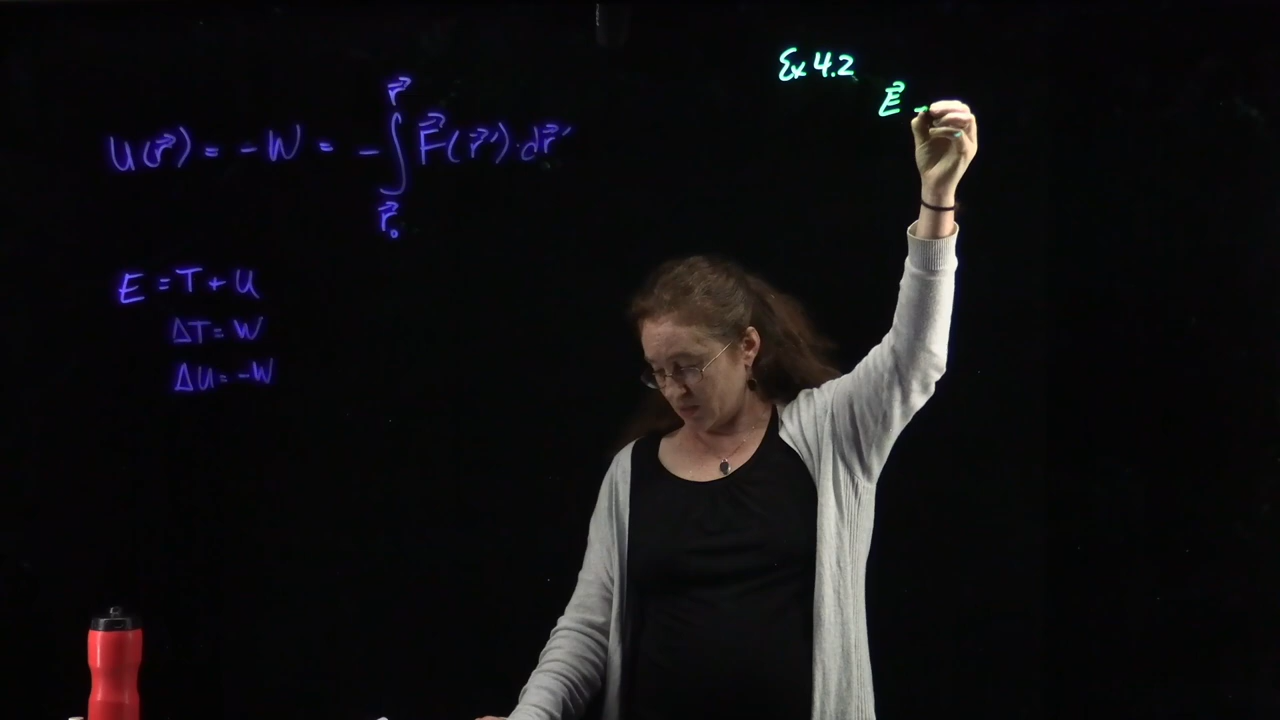 U(r⃗) = -W = -∫_{r⃗₀}^{r⃗} F⃗(r⃗')·dr⃗'
E = T + U
ΔT = W
ΔU = -W
Ex 4.2
E⃗ -